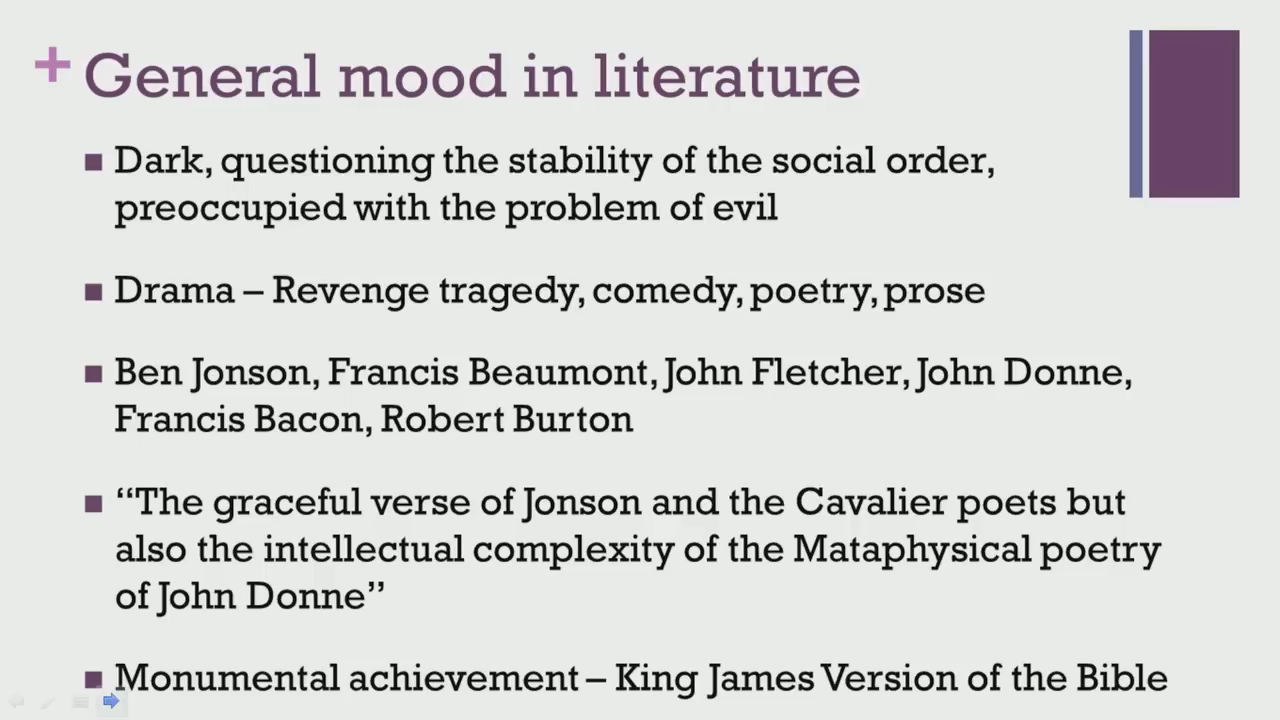 + General mood in literature
■ Dark, questioning the stability of the social order,
preoccupied with the problem of evil
■ Drama – Revenge tragedy, comedy, poetry, prose
■ Ben Jonson, Francis Beaumont, John Fletcher, John Donne,
Francis Bacon, Robert Burton
■ “The graceful verse of Jonson and the Cavalier poets but
also the intellectual complexity of the Mataphysical poetry
of John Donne”
■ Monumental achievement – King James Version of the Bible